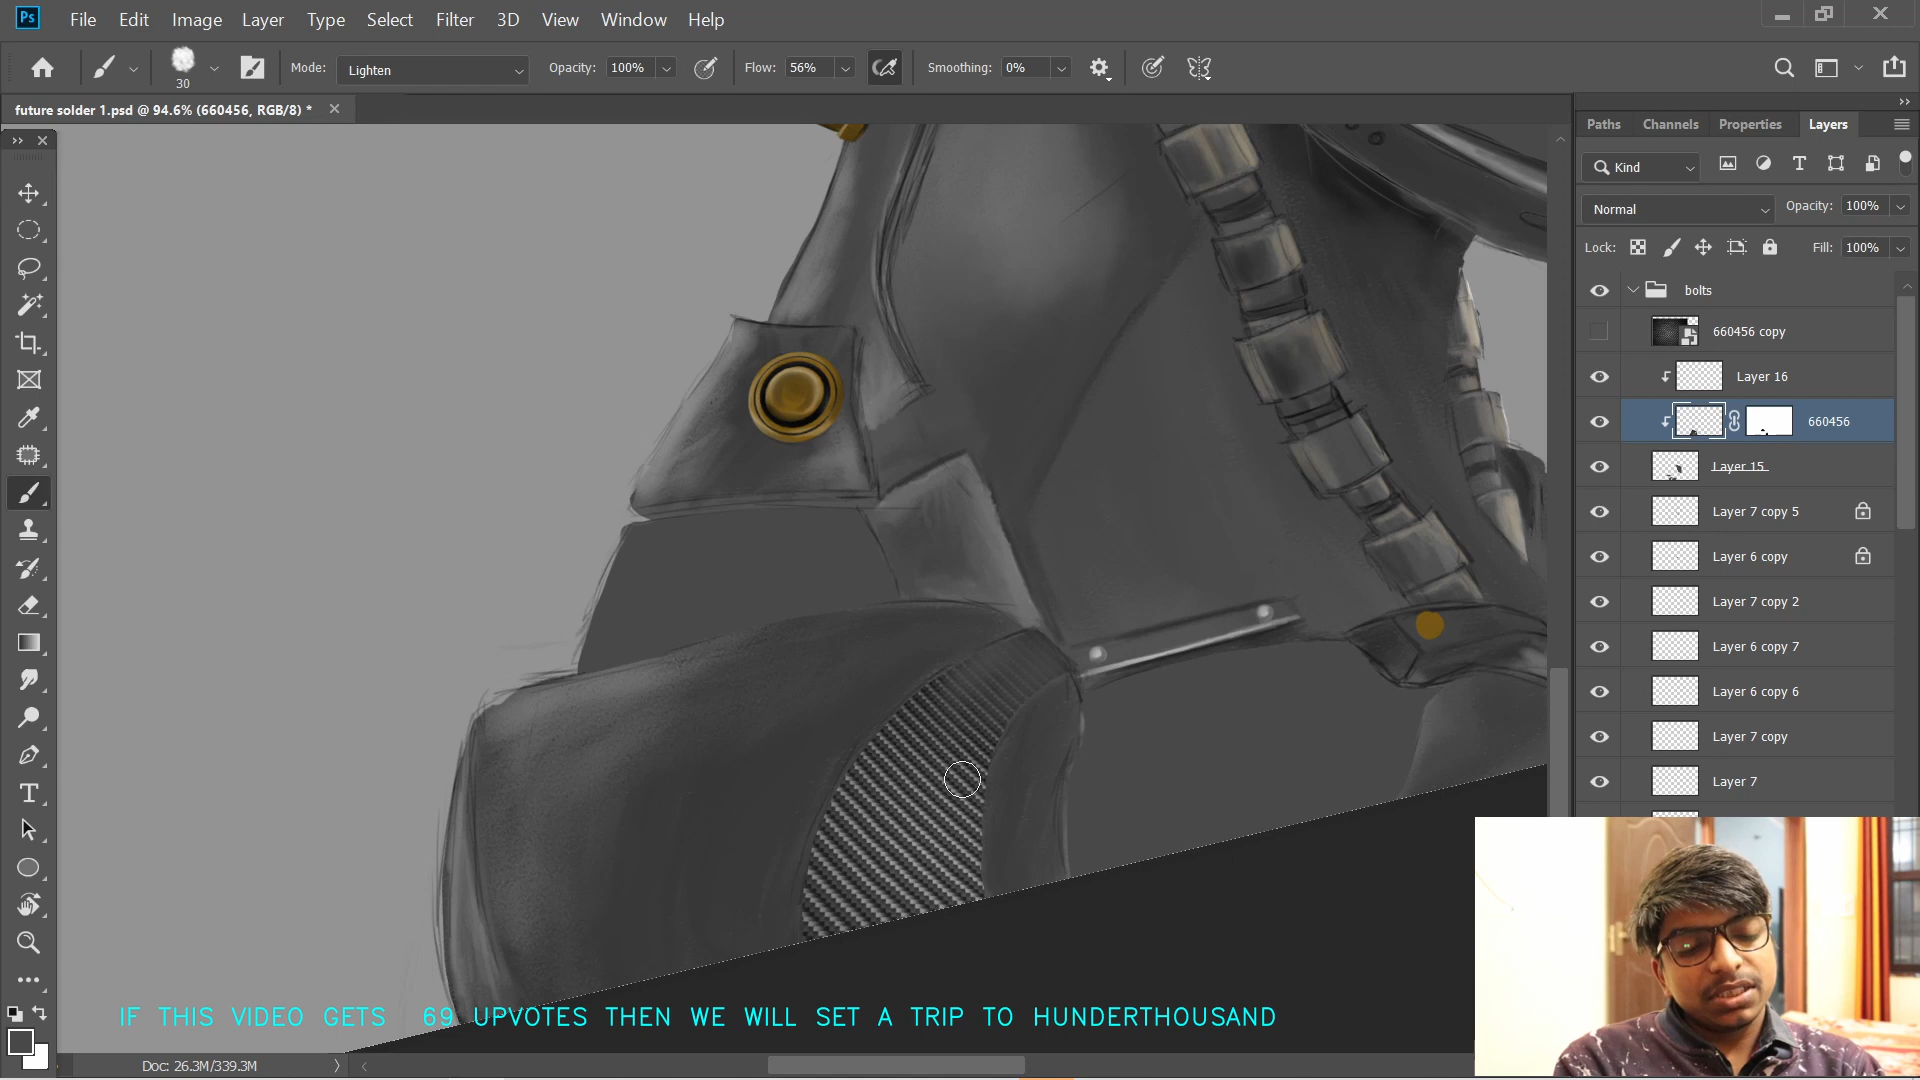 Ps File Edit Image Layer Type Select Filter 3D View Window Help
30 Mode: Lighten Opacity: 100% Flow: 56% Smoothing: 0%
future solder 1.psd @ 94.6% (660456, RGB/8) *
Paths Channels Properties Layers
Kind
Normal Opacity: 100%
Lock: Fill: 100%
bolts
660456 copy
Layer 16
660456
Layer 15
Layer 7 copy 5
Layer 6 copy
Layer 7 copy 2
Layer 6 copy 7
Layer 6 copy 6
Layer 7 copy
Layer 7
IF THIS VIDEO GETS 69 UPVOTES THEN WE WILL SET A TRIP TO HUNDERTHOUSAND
Doc: 26.3M/339.3M